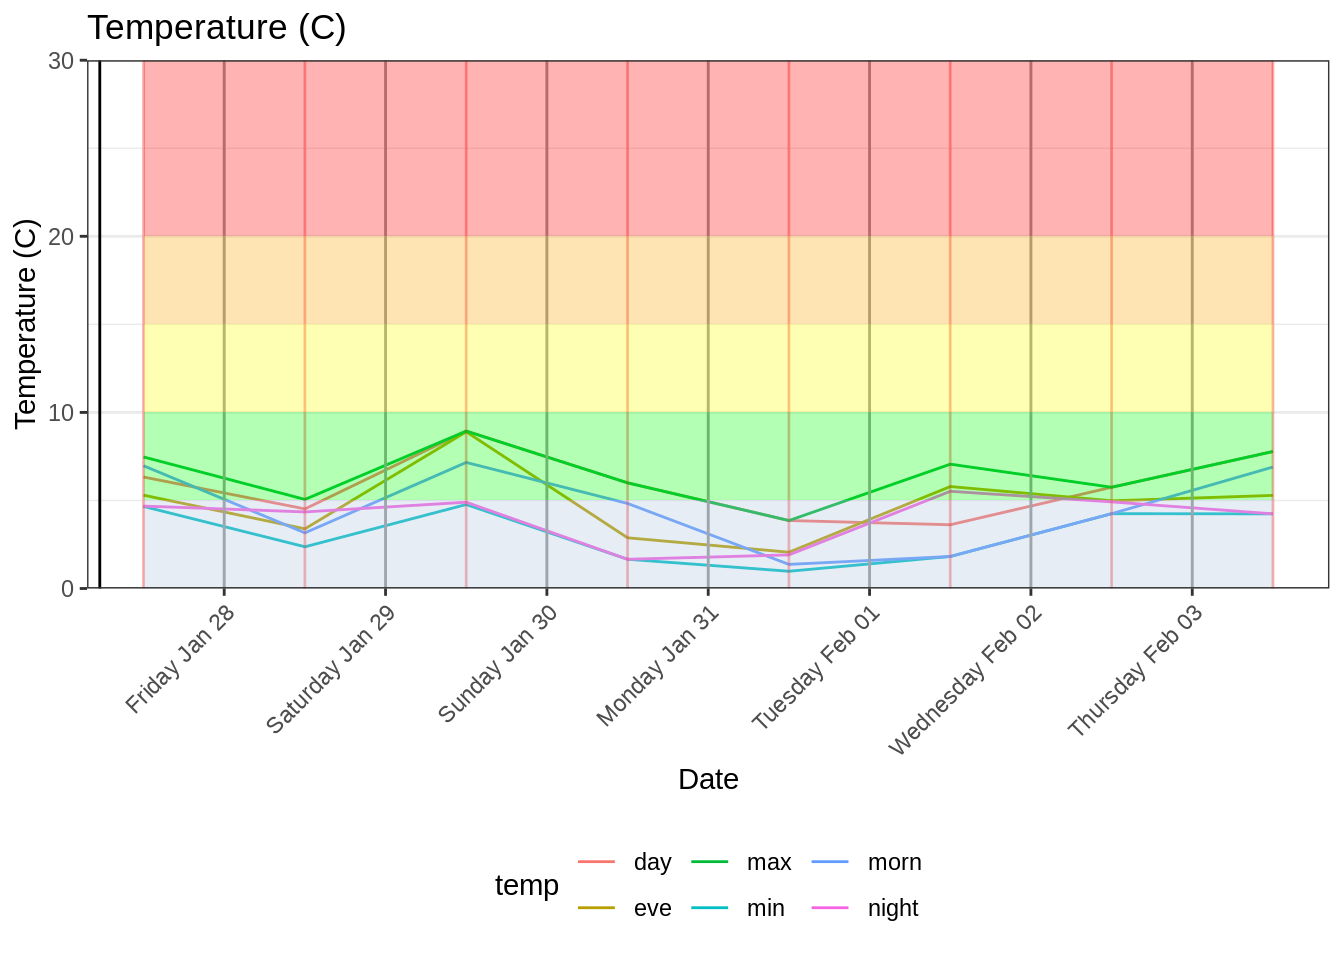 Temperature (C)
30
20
10
0
Temperature (C)
Friday Jan 28
Saturday Jan 29
Sunday Jan 30
Monday Jan 31
Tuesday Feb 01
Wednesday Feb 02
Thursday Feb 03
Date
temp
day
max
morn
eve
min
night